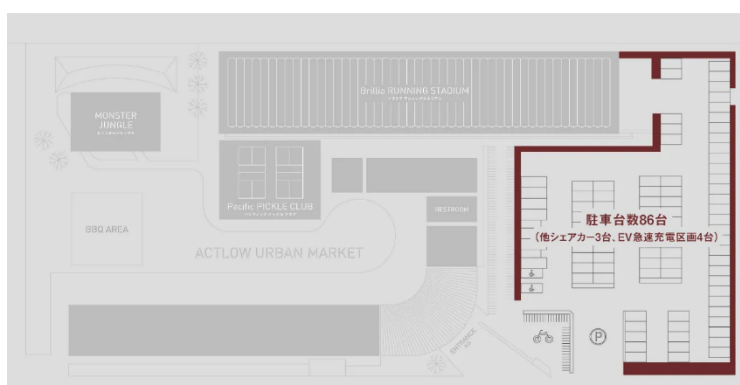 Brillia RUNNING STADIUM
MONSTER
JUNGLE
Pacific PICKLE CLUB
RESTROOM
BBQ AREA
ACTLOW URBAN MARKET
駐車台数86台
(他シェアカー3台、EV急速充電区画4台)
ENTRANCE
P